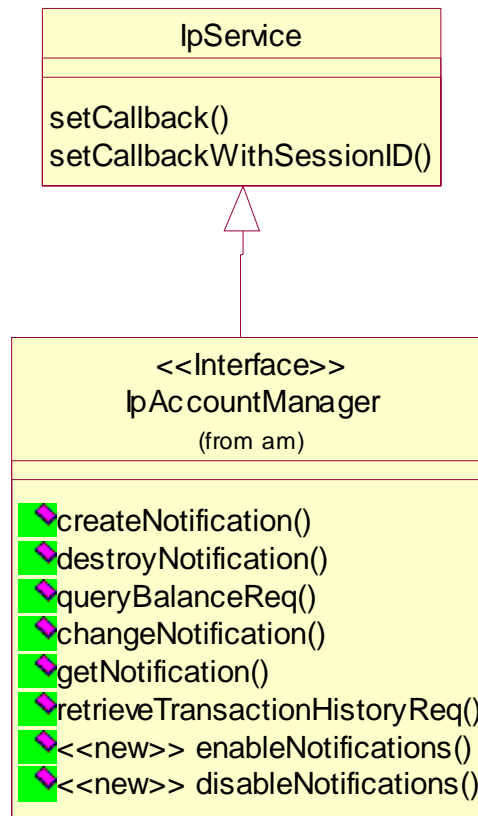 IpService
setCallback()
setCallbackWithSessionID()
<<Interface>>
IpAccountManager
(from am)
createNotification()
destroyNotification()
queryBalanceReq()
changeNotification()
getNotification()
retrieveTransactionHistoryReq()
<<new>> enableNotifications()
<<new>> disableNotifications()